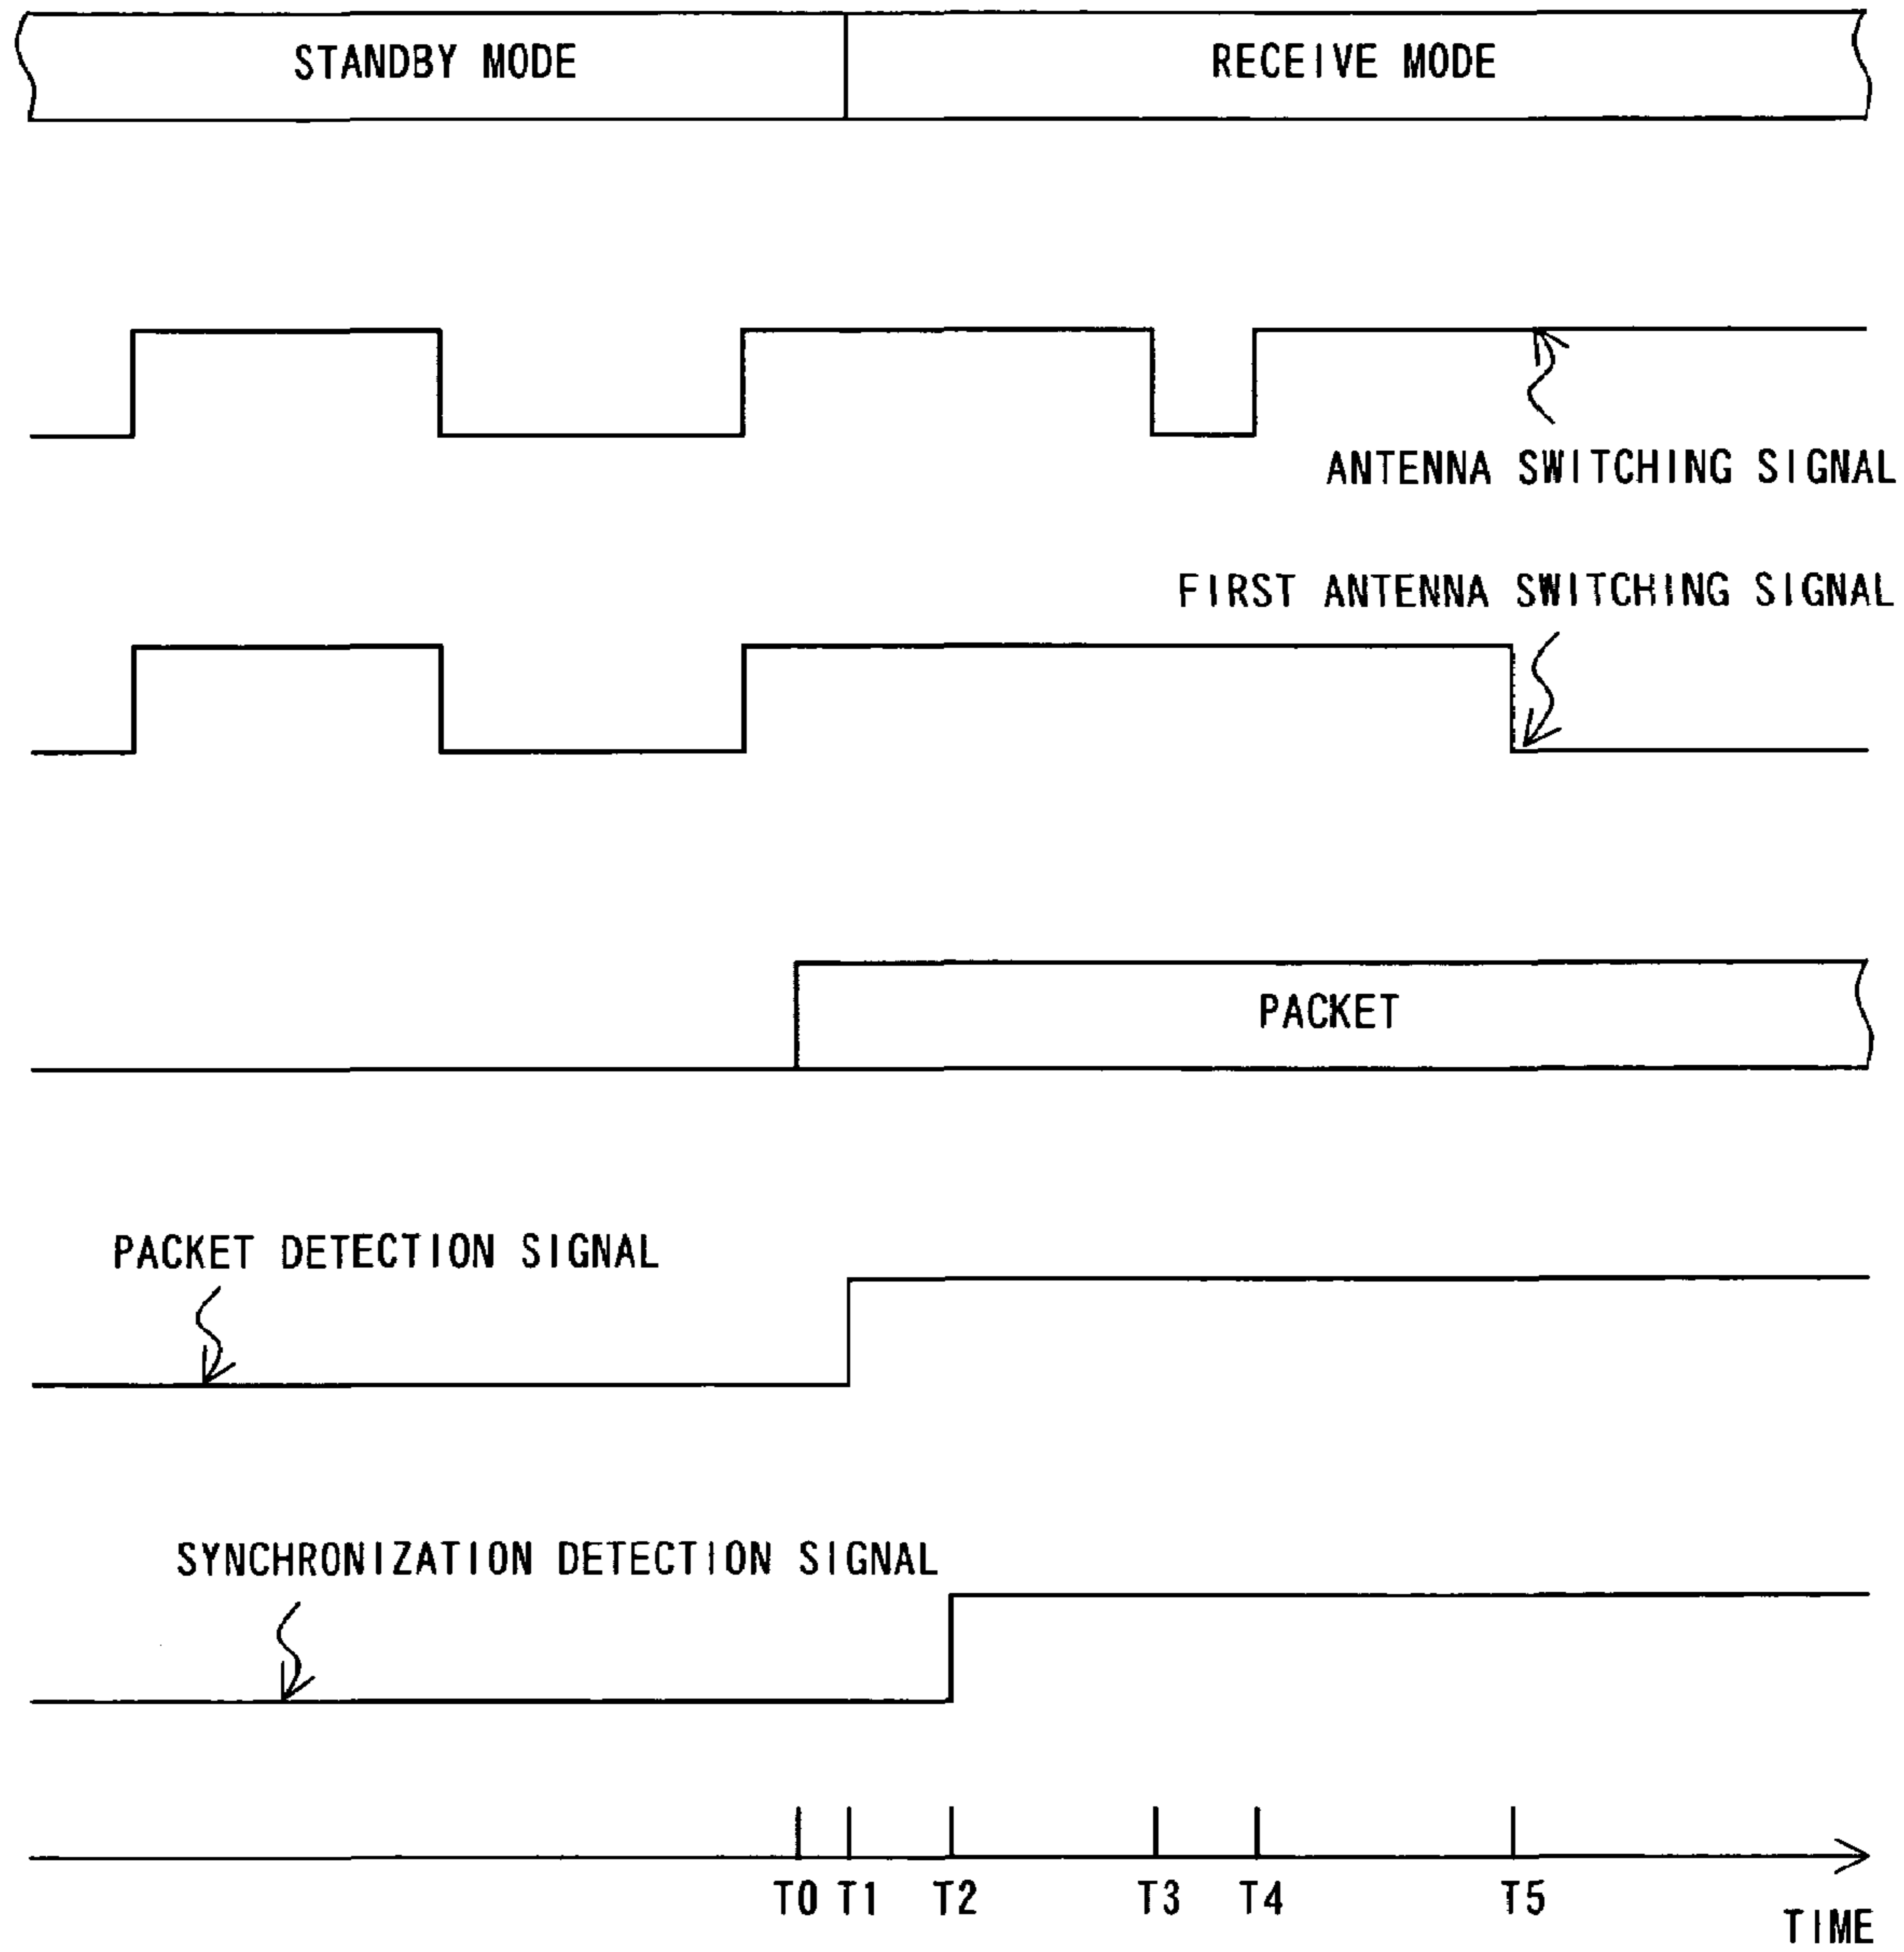 STANDBY MODE
RECEIVE MODE
ANTENNA SWITCHING SIGNAL
FIRST ANTENNA SWITCHING SIGNAL
PACKET
PACKET DETECTION SIGNAL
SYNCHRONIZATION DETECTION SIGNAL
T0 T1 T2 T3 T4 T5
TIME